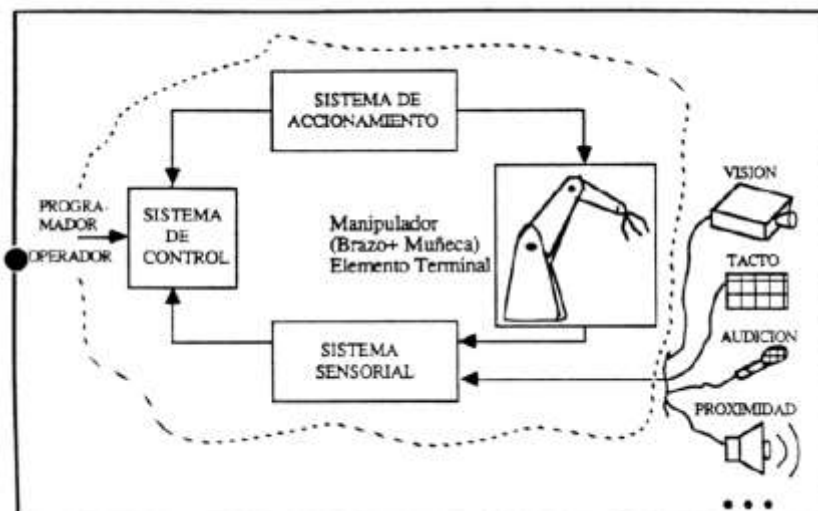 SISTEMA DE
ACCIONAMIENTO
PROGRA-
MADOR
OPERADOR
SISTEMA
DE
CONTROL
Manipulador
(Brazo+ Muñeca)
Elemento Terminal
SISTEMA
SENSORIAL
VISION
TACTO
AUDICION
PROXIMIDAD